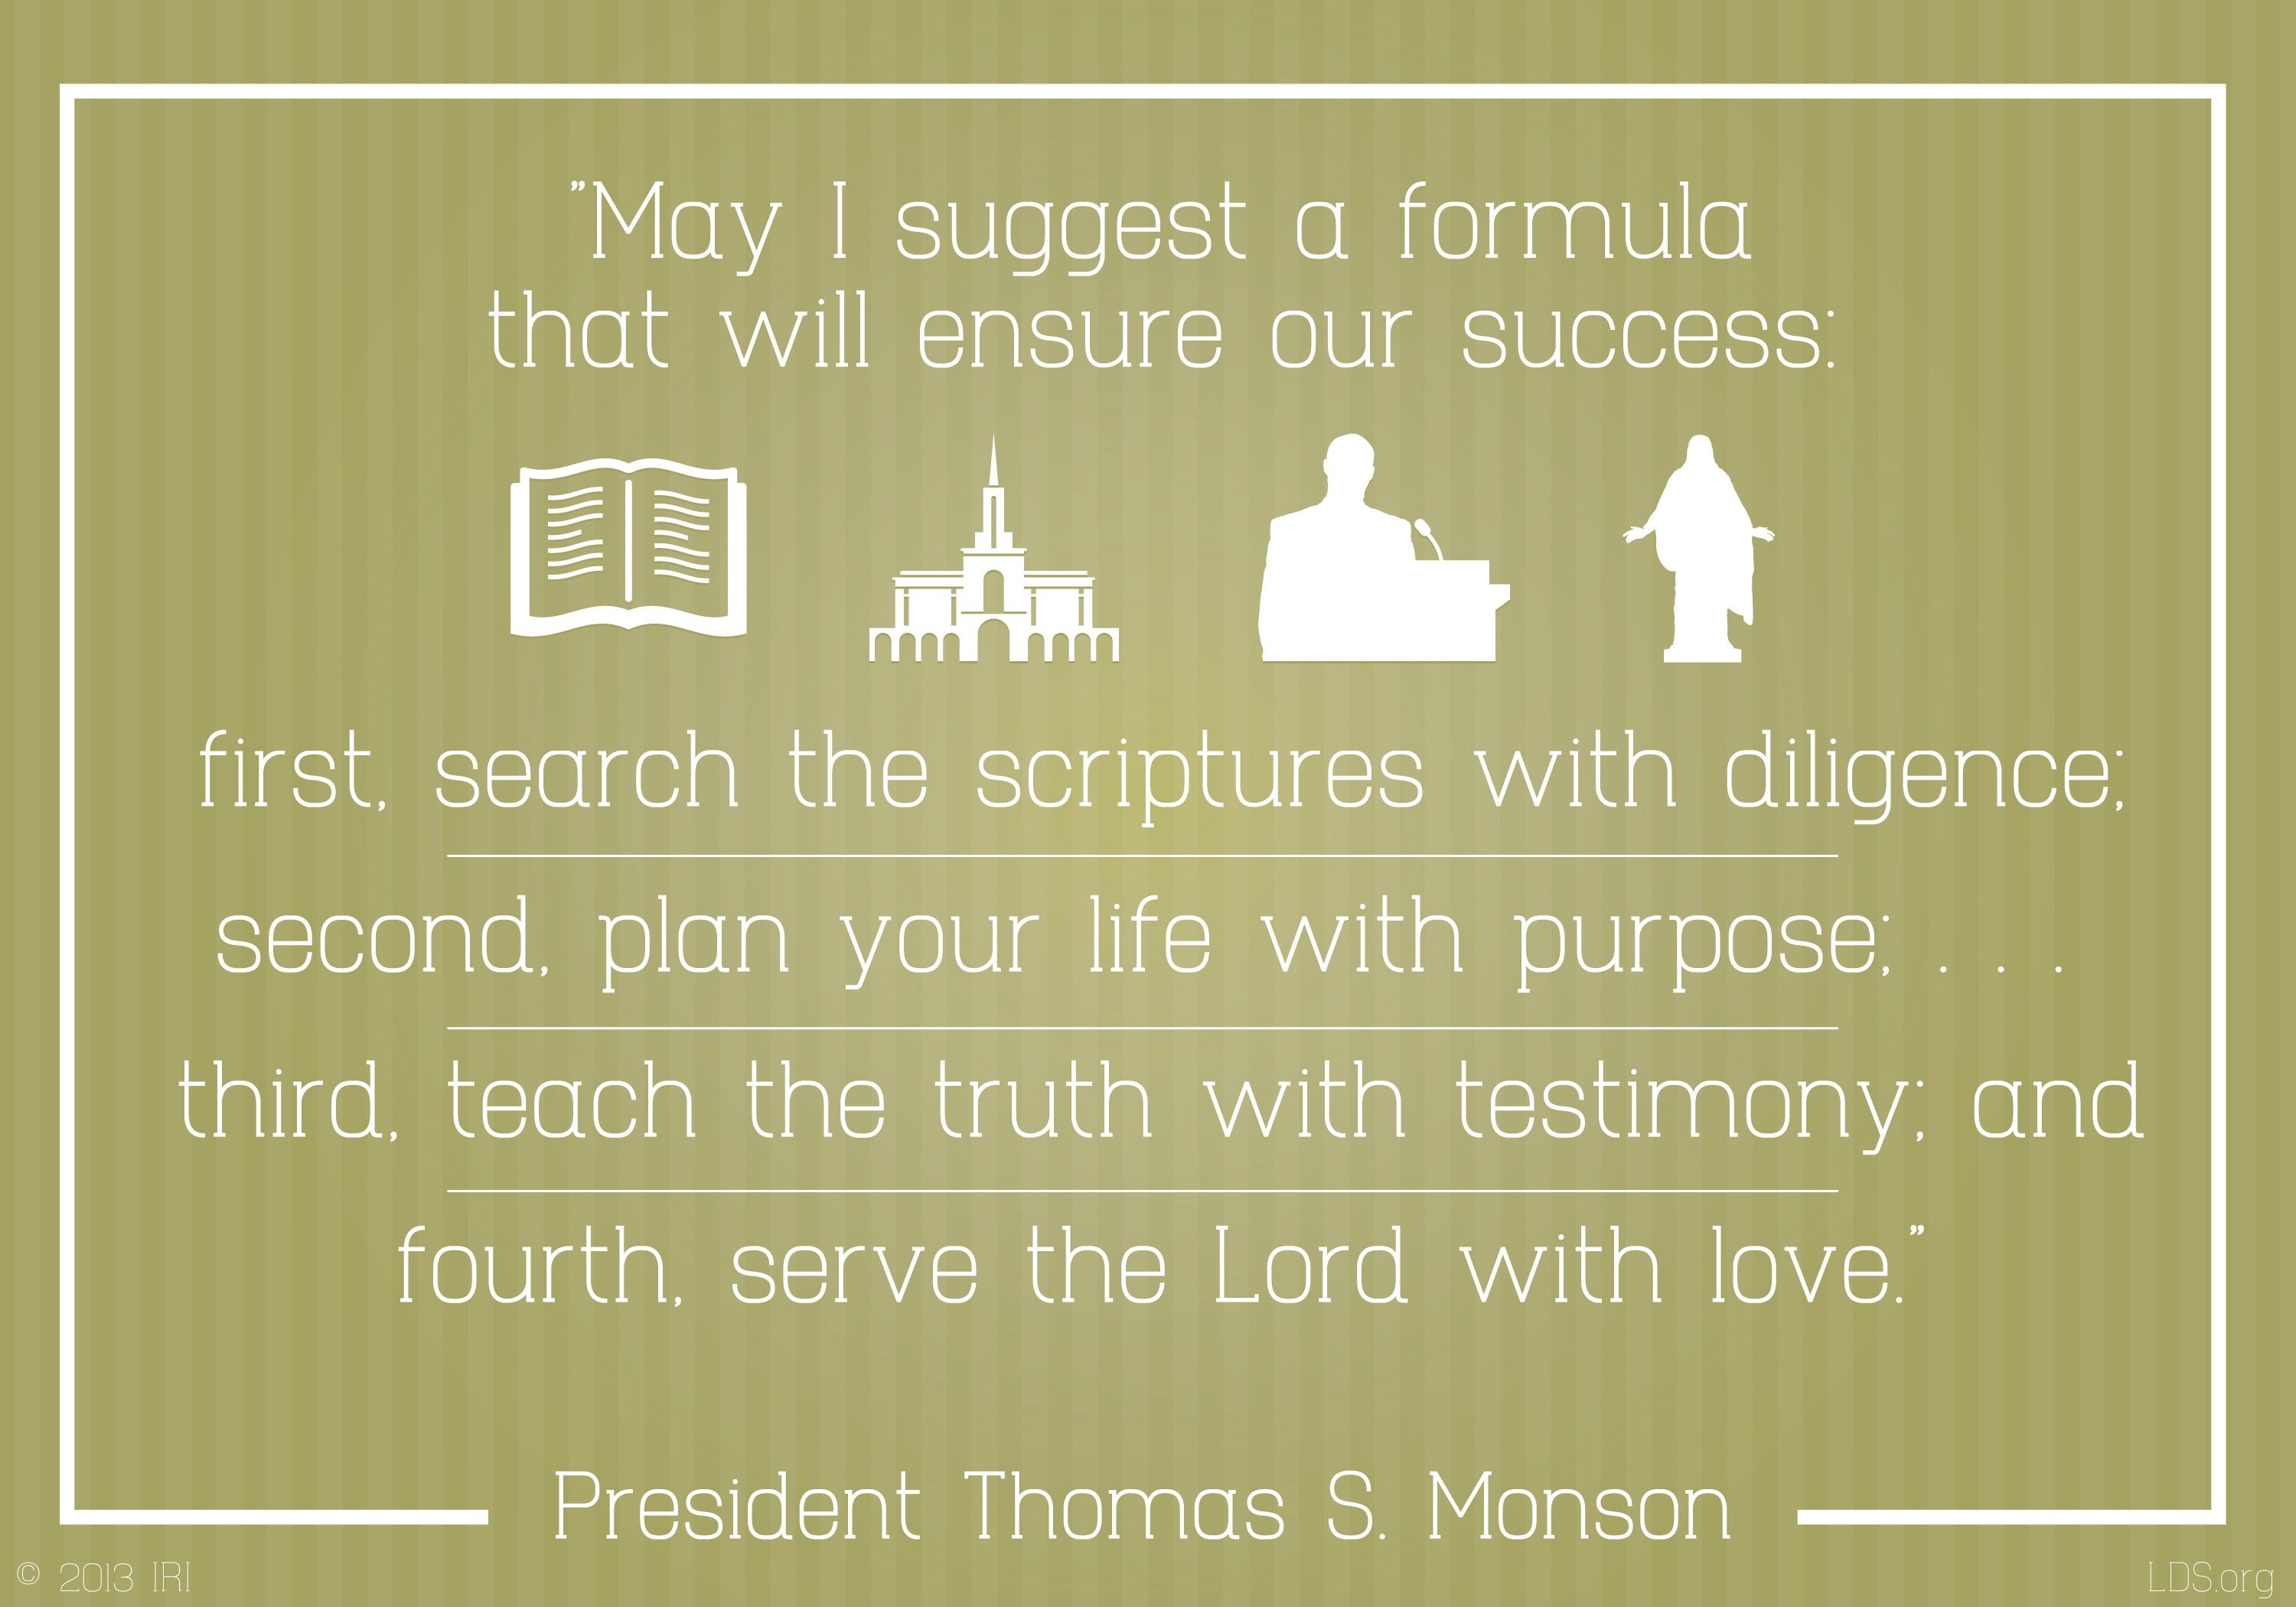 ”May I suggest a formula
that will ensure our success:
first, search the scriptures with diligence;
second, plan your life with purpose; . . .
third, teach the truth with testimony; and
fourth, serve the Lord with love.”
President Thomas S. Monson
© 2013 IRI
LDS.org